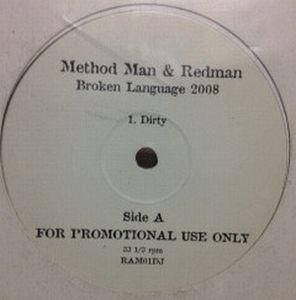 Method Man & Redman
Broken Language 2008
1. Dirty
Side A
FOR PROMOTIONAL USE ONLY
33 1/3 rpm
RAM01DJ